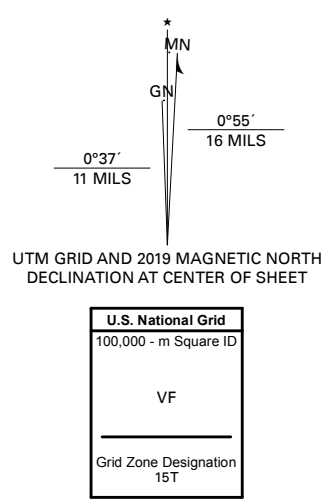 ★
MN
GN
0°55´
16 MILS
0°37´
11 MILS
UTM GRID AND 2019 MAGNETIC NORTH
DECLINATION AT CENTER OF SHEET
U.S. National Grid
100,000 - m Square ID
VF
Grid Zone Designation
15T